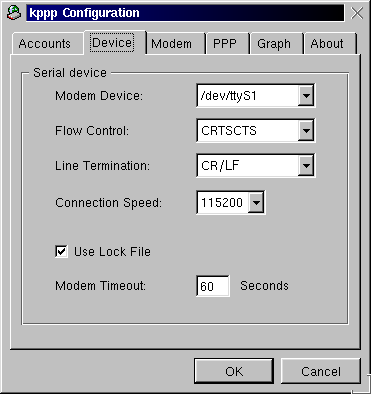 kppp Configuration
Accounts Device Modem PPP Graph About
Serial device
Modem Device: /dev/ttyS1
Flow Control: CRTSCTS
Line Termination: CR/LF
Connection Speed: 115200
Use Lock File
Modem Timeout: 60 Seconds
OK Cancel